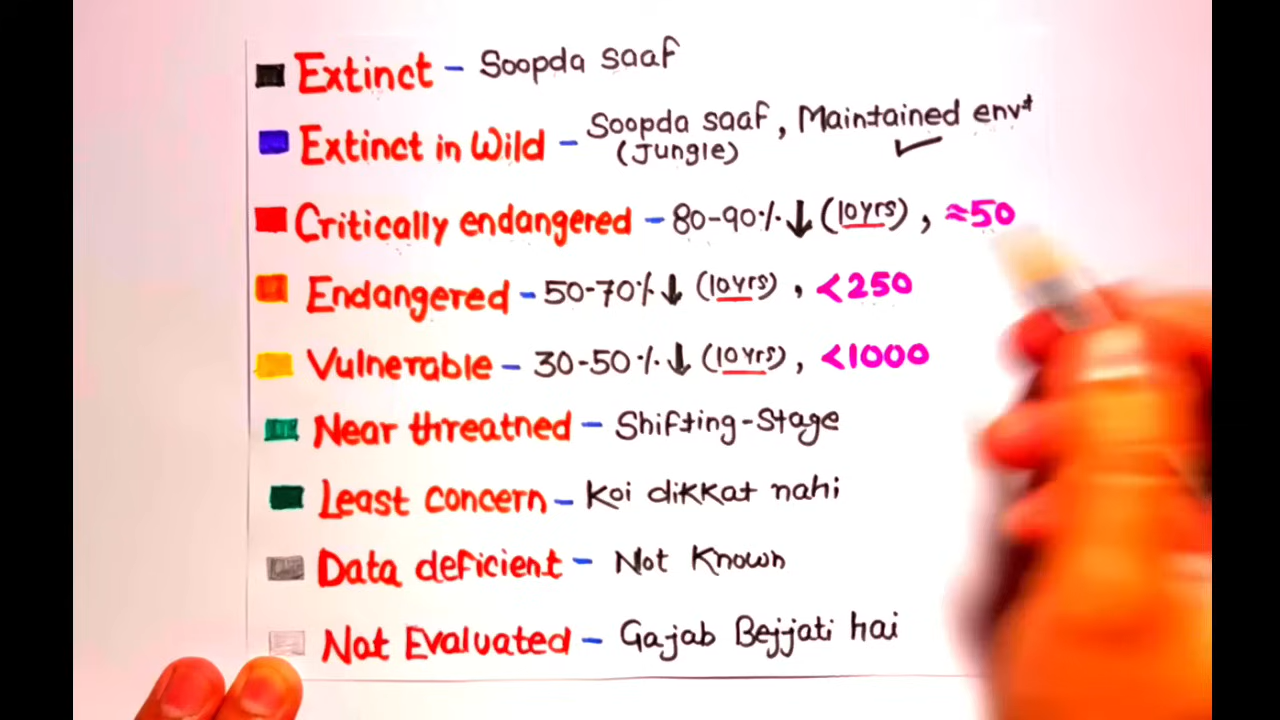 Extinct - Soopda saaf
Extinct in Wild - Soopda saaf, Maintained env*
(Jungle) ✓
Critically endangered - 80-90% ↓ (10yrs), ≈50
Endangered - 50-70% ↓ (10yrs), <250
Vulnerable - 30-50% ↓ (10yrs), <1000
Near threatned - Shifting-Stage
Least concern - Koi dikkat nahi
Data deficient - Not Known
Not Evaluated - Gajab Bejjati hai